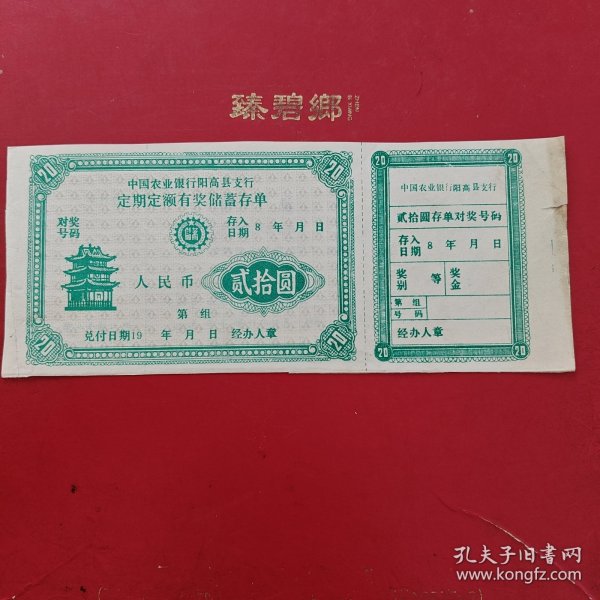 臻碧鄉
20 20
中国农业银行阳高县支行
定期定额有奖储蓄存单
对奖号码
存入日期 8 年 月 日
人民币 贰拾圆
第 组
兑付日期19 年 月 日 经办人章
20 20
20 20
中国农业银行阳高县支行
贰拾圆存单对奖号码
存入日期 8 年 月 日
奖别 等 奖金
第 组
号码
经办人章
20 20
孔夫子旧书网
www.kongfz.com